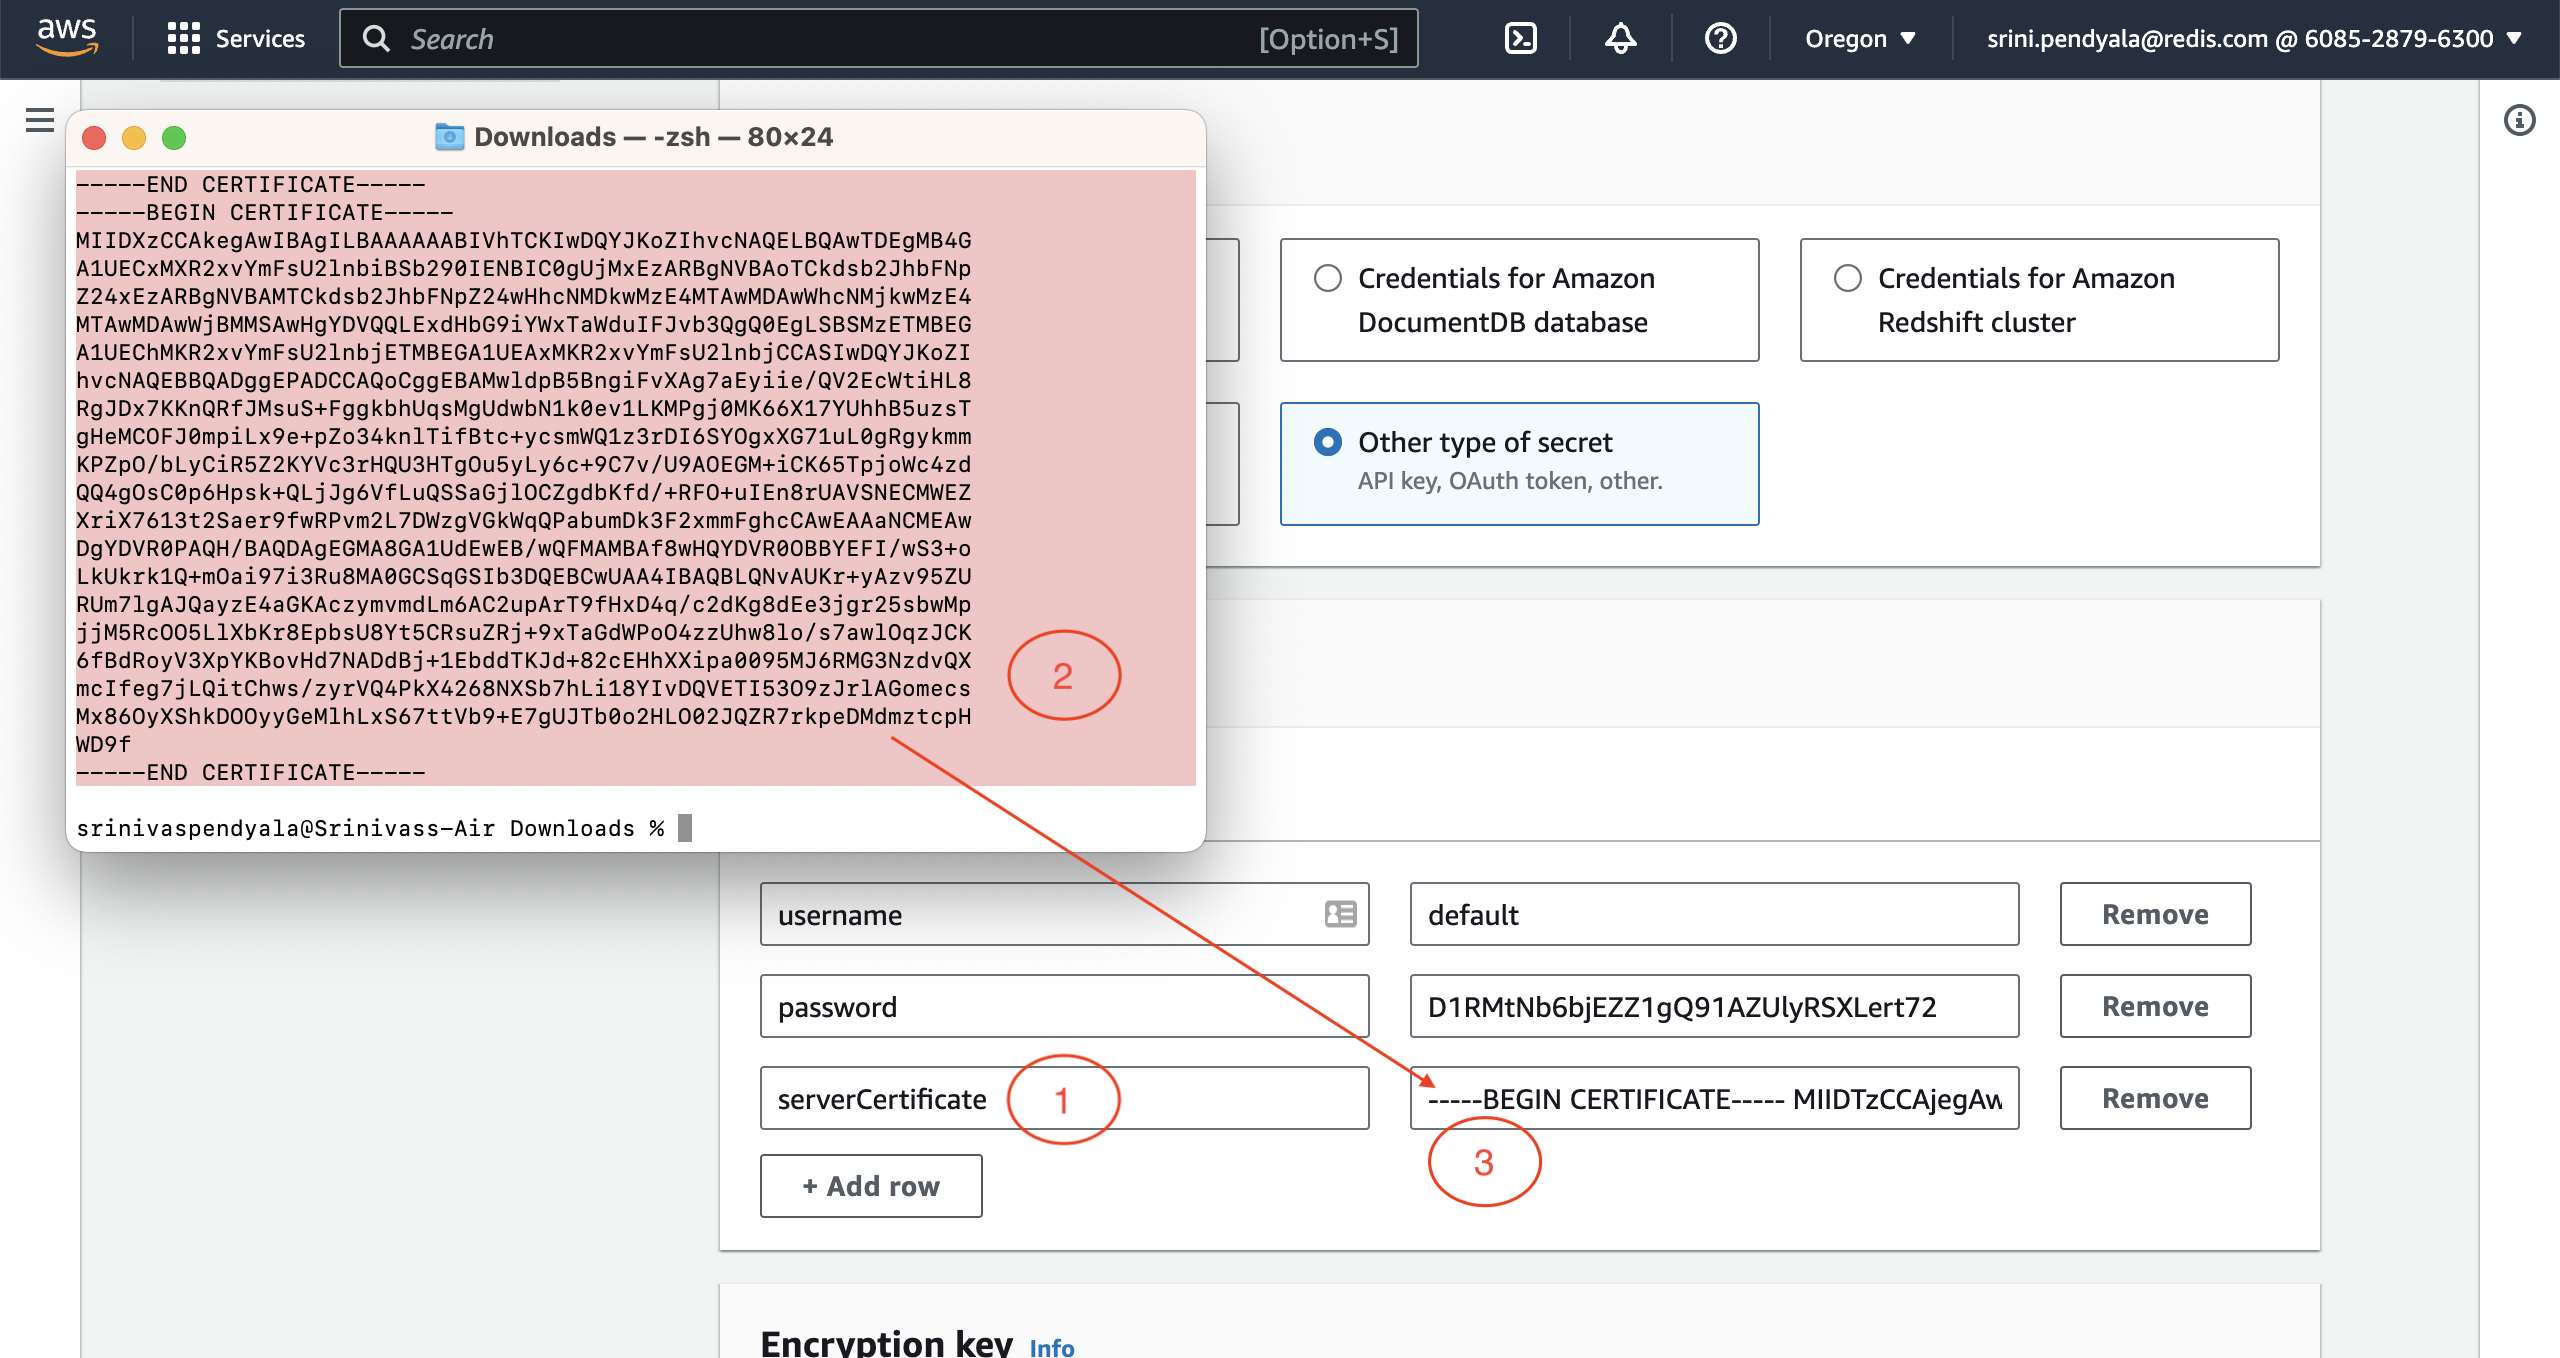 aws
Services
Search
[Option+S]
Oregon
srini.pendyala@redis.com @ 6085-2879-6300
Downloads — -zsh — 80×24
-----END CERTIFICATE-----
-----BEGIN CERTIFICATE-----
MIIDXzCCAkegAwIBAgILBAAAAAABIVhTCKIwDQYJKoZIhvcNAQELBQAwTDEgMB4G
A1UECxMXR2xvYmFsU2lnbiBSb290IENBIC0gUjMxEzARBgNVBAoTCkdsb2JhbFNp
Z24xEzARBgNVBAMTCkdsb2JhbFNpZ24wHhcNMDkwMzE4MTAwMDAwWhcNMjkwMzE4
MTAwMDAwWjBMMSAwHgYDVQQLExdHbG9iYWxTaWduIFJvb3QgQ0EgLSBSMzETMBEG
A1UEChMKR2xvYmFsU2lnbjETMBEGA1UEAxMKR2xvYmFsU2lnbjCCASIwDQYJKoZI
hvcNAQEBBQADggEPADCCAQoCggEBAMwldpB5BngiFvXAg7aEyiie/QV2EcWtiHL8
RgJDx7KKnQRfJMsuS+FggkbhUqsMgUdwbN1k0ev1LKMPgj0MK66X17YUhhB5uzsT
gHeMCOFJ0mpiLx9e+pZo34knlTifBtc+ycsmWQ1z3rDI6SYOgxXG71uL0gRgykmm
KPZpO/bLyCiR5Z2KYVc3rHQU3HTgOu5yLy6c+9C7v/U9AOEGM+iCK65TpjoWc4zd
QQ4gOsC0p6Hpsk+QLjJg6VfLuQSSaGjlOCZgdbKfd/+RFO+uIEn8rUAVSNECMWEZ
XriX7613t2Saer9fwRPvm2L7DWzgVGkWqQPabumDk3F2xmmFghcCAwEAAaNCMEAw
DgYDVR0PAQH/BAQDAgEGMA8GA1UdEwEB/wQFMAMBAf8wHQYDVR0OBBYEFI/wS3+o
LkUkrk1Q+mOai97i3Ru8MA0GCSqGSIb3DQEBCwUAA4IBAQBLQNvAUKr+yAzv95ZU
RUm7lgAJQayzE4aGKAczymvmdLm6AC2upArT9fHxD4q/c2dKg8dEe3jgr25sbwMp
jjM5RcOO5LlXbKr8EpbsU8Yt5CRsuZRj+9xTaGdWPoO4zzUhw8lo/s7awlOqzJCK
6fBdRoyV3XpYKBovHd7NADdBj+1EbddTKJd+82cEHhXXipa0095MJ6RMG3NzdvQX
mcIfeg7jLQitChws/zyrVQ4PkX4268NXSb7hLi18YIvDQVETI53O9zJrlAGomecs
Mx86OyXShkDOOyyGeMlhLxS67ttVb9+E7gUJTb0o2HLO02JQZR7rkpeDMdmztcpH
WD9f
-----END CERTIFICATE-----
srinivaspendyala@Srinivass-Air Downloads %
2
Credentials for Amazon
DocumentDB database
Credentials for Amazon
Redshift cluster
Other type of secret
API key, OAuth token, other.
username
default
Remove
password
D1RMtNb6bjEZZ1gQ91AZUlyRSXLert72
Remove
serverCertificate
1
-----BEGIN CERTIFICATE----- MIIDTzCCAjegAw
Remove
3
+ Add row
Encryption key Info